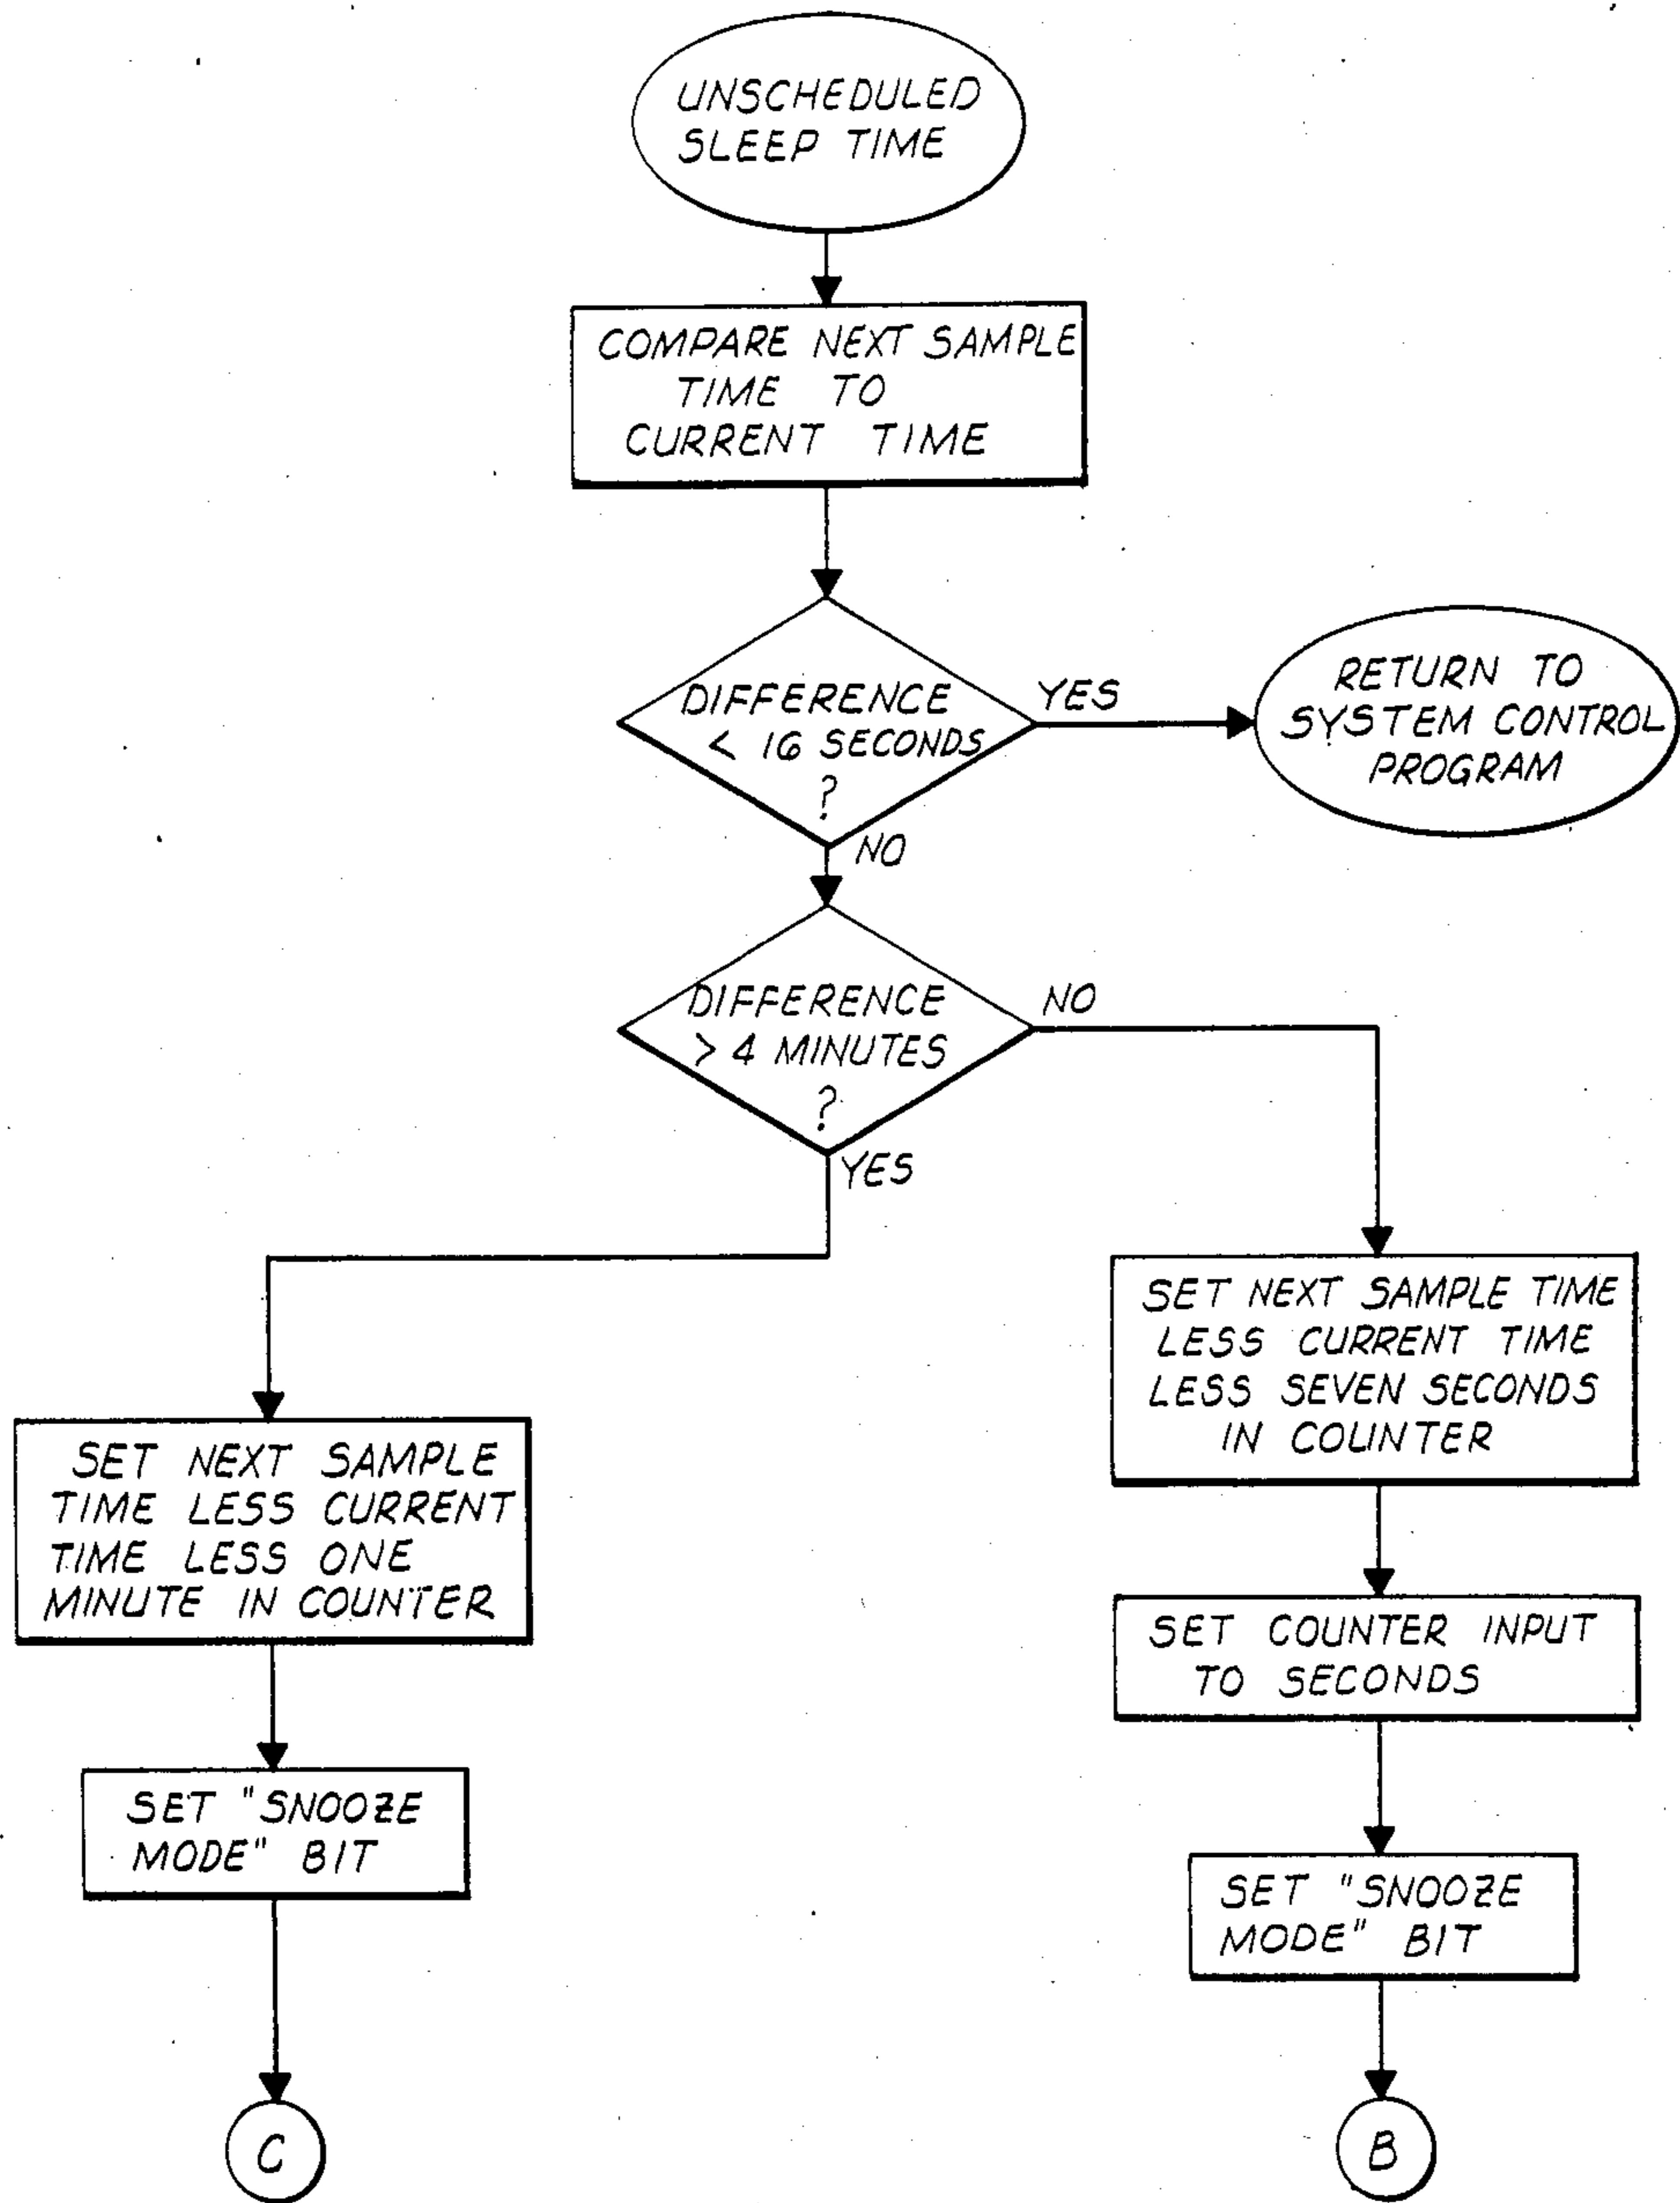 UNSCHEDULED
SLEEP TIME
COMPARE NEXT SAMPLE
TIME TO
CURRENT TIME
DIFFERENCE
< 16 SECONDS
?
YES
RETURN TO
SYSTEM CONTROL
PROGRAM
NO
DIFFERENCE
> 4 MINUTES
?
NO
YES
SET NEXT SAMPLE TIME
LESS CURRENT TIME
LESS SEVEN SECONDS
IN COUNTER
SET NEXT SAMPLE
TIME LESS CURRENT
TIME LESS ONE
MINUTE IN COUNTER
SET COUNTER INPUT
TO SECONDS
SET "SNOOZE
MODE" BIT
SET "SNOOZE
MODE" BIT
C
B